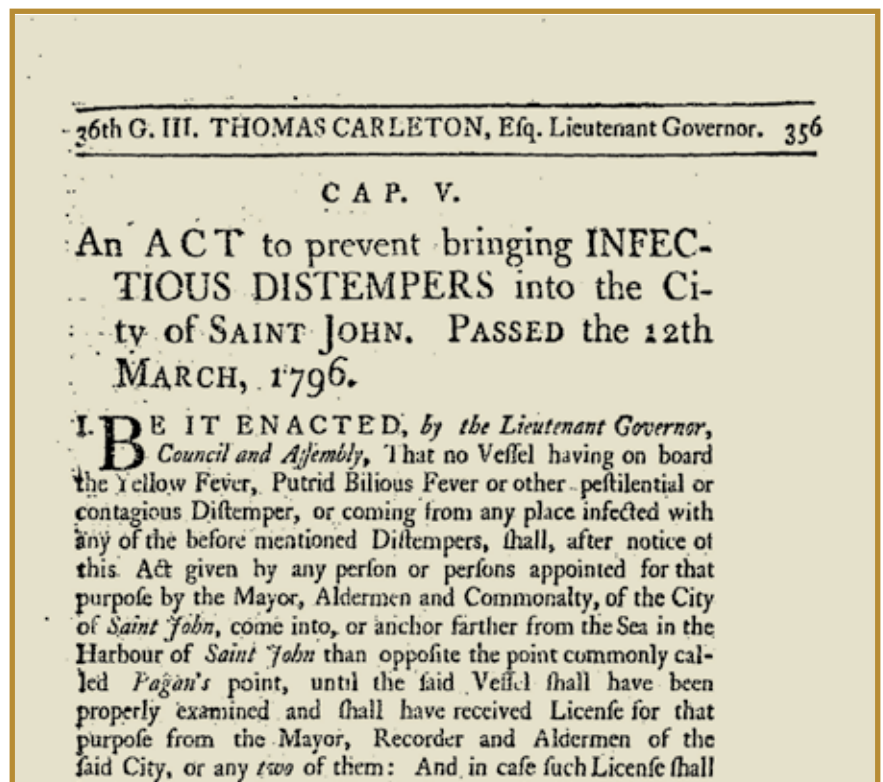 36th G. III. THOMAS CARLETON, Eſq. Lieutenant Governor. 356
CAP. V.
An ACT to prevent bringing INFEC-
TIOUS DISTEMPERS into the Ci-
ty of SAINT JOHN. PASSED the 12th
MARCH, 1796.
I. BE IT ENACTED, by the Lieutenant Governor,
Council and Aſſembly, That no Veſſel having on board
the Yellow Fever, Putrid Bilious Fever or other peſtilential or
contagious Diſtemper, or coming from any place infected with
any of the before mentioned Diſtempers, ſhall, after notice of
this Act given by any perſon or perſons appointed for that
purpoſe by the Mayor, Aldermen and Commonalty, of the City
of Saint John, come into, or anchor farther from the Sea in the
Harbour of Saint John than oppoſite the point commonly cal-
led Pagan's point, until the ſaid Veſſel ſhall have been
properly examined and ſhall have received Licenſe for that
purpoſe from the Mayor, Recorder and Aldermen of the
ſaid City, or any two of them: And in caſe ſuch Licenſe ſhall